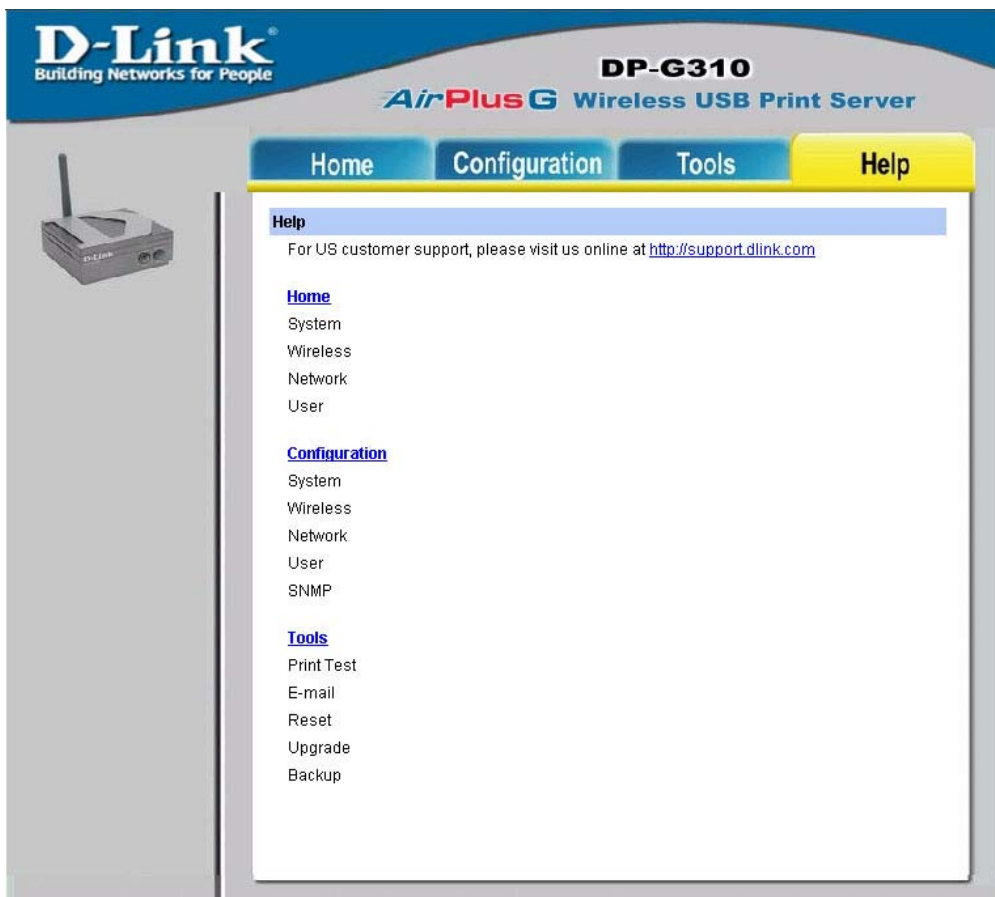 D-Link®
Building Networks for People
DP-G310
AirPlus G Wireless USB Print Server
Home
Configuration
Tools
Help
D-Link
Help
For US customer support, please visit us online at http://support.dlink.com
Home
System
Wireless
Network
User
Configuration
System
Wireless
Network
User
SNMP
Tools
Print Test
E-mail
Reset
Upgrade
Backup